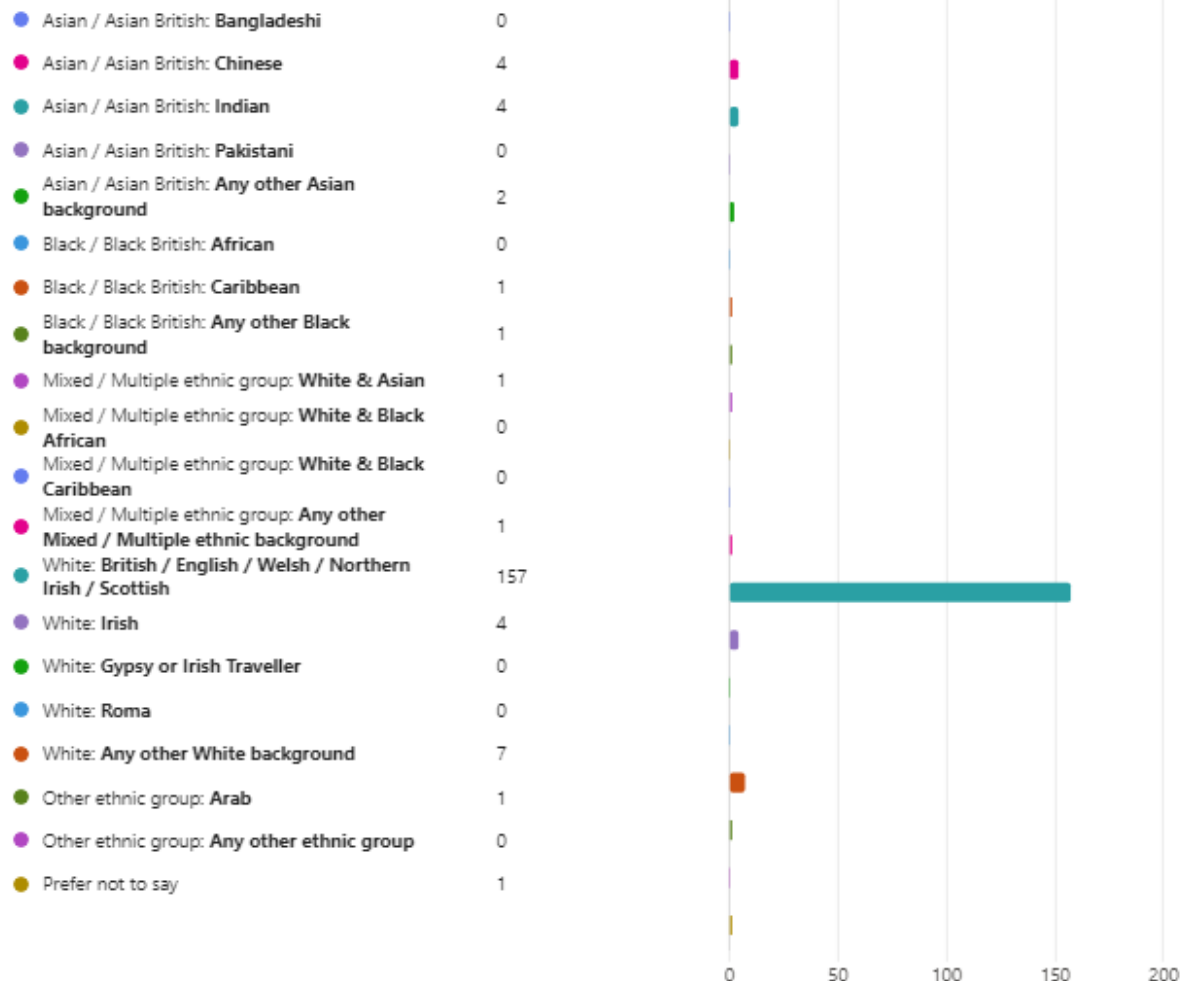 Asian / Asian British: Bangladeshi 0
Asian / Asian British: Chinese 4
Asian / Asian British: Indian 4
Asian / Asian British: Pakistani 0
Asian / Asian British: Any other Asian
background 2
Black / Black British: African 0
Black / Black British: Caribbean 1
Black / Black British: Any other Black
background 1
Mixed / Multiple ethnic group: White & Asian 1
Mixed / Multiple ethnic group: White & Black
African 0
Mixed / Multiple ethnic group: White & Black
Caribbean 0
Mixed / Multiple ethnic group: Any other
Mixed / Multiple ethnic background 1
White: British / English / Welsh / Northern
Irish / Scottish 157
White: Irish 4
White: Gypsy or Irish Traveller 0
White: Roma 0
White: Any other White background 7
Other ethnic group: Arab 1
Other ethnic group: Any other ethnic group 0
Prefer not to say 1
0 50 100 150 200